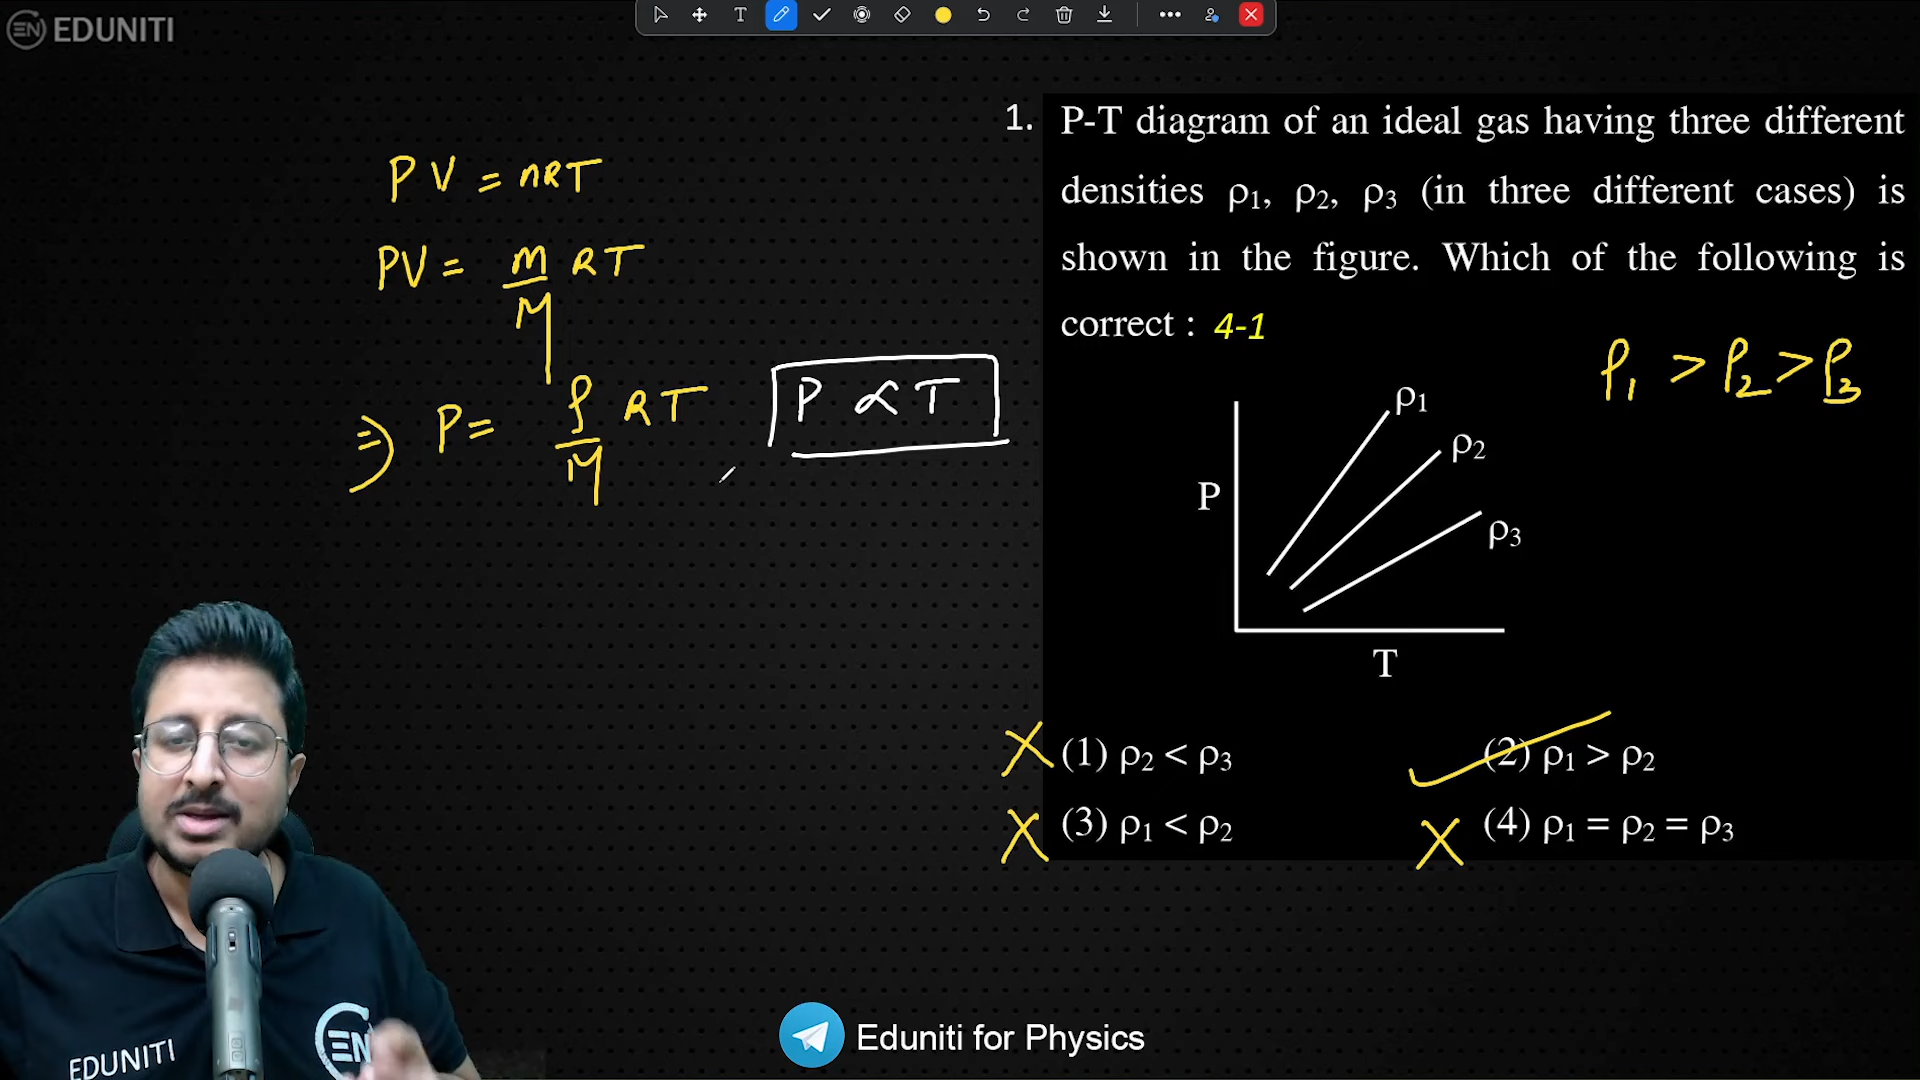 EDUNITI
T
PV = nRT
PV = m/M RT
⇒ P = ρ/M RT
P ∝ T
1. P-T diagram of an ideal gas having three different
densities ρ₁, ρ₂, ρ₃ (in three different cases) is
shown in the figure. Which of the following is
correct : 4-1
ρ₁ > ρ₂ > ρ₃
ρ₁
ρ₂
P
ρ₃
T
(1) ρ₂ < ρ₃
(2) ρ₁ > ρ₂
(3) ρ₁ < ρ₂
(4) ρ₁ = ρ₂ = ρ₃
EN
EDUNITI
Eduniti for Physics